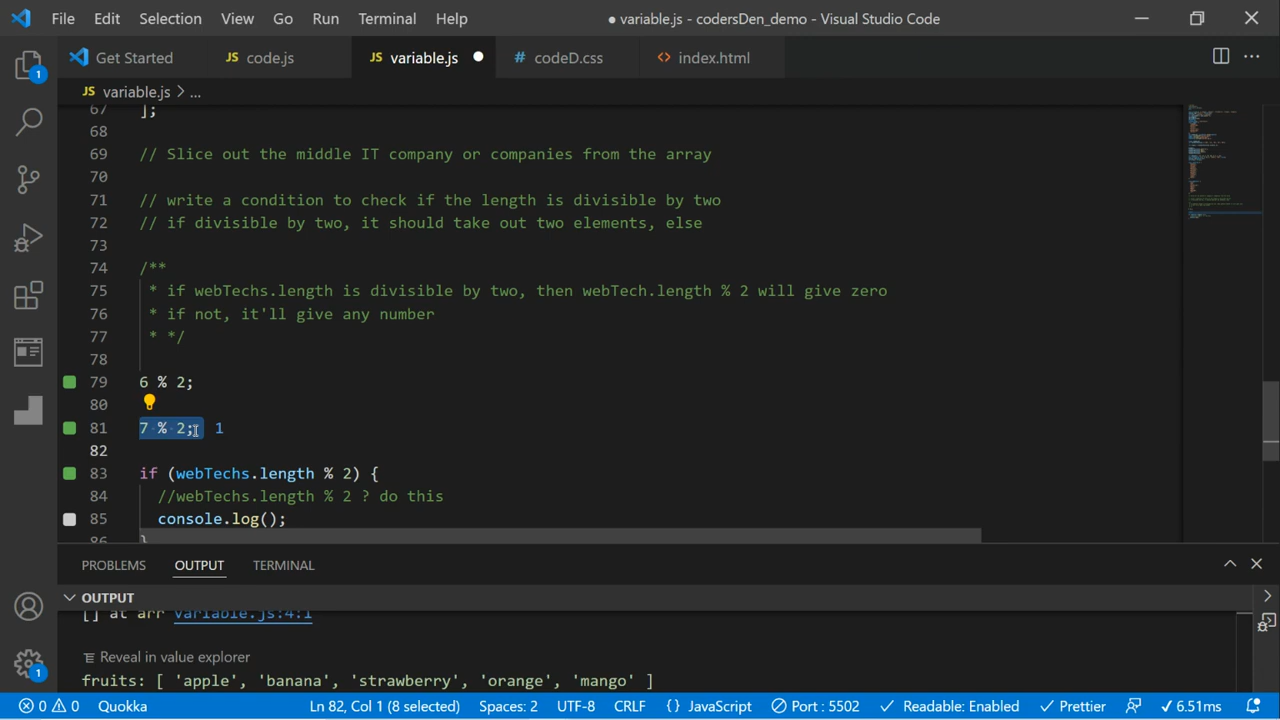 File Edit Selection View Go Run Terminal Help ● variable.js - codersDen_demo - Visual Studio Code
Get Started JS code.js JS variable.js # codeD.css <> index.html
1 JS variable.js > ...
67 ];
68
69 // Slice out the middle IT company or companies from the array
70
71 // write a condition to check if the length is divisible by two
72 // if divisible by two, it should take out two elements, else
73
74 /**
75 * if webTechs.length is divisible by two, then webTech.length % 2 will give zero
76 * if not, it'll give any number
77 * */
78
79 6 % 2;
80
81 7 % 2; 1
82
83 if (webTechs.length % 2) {
84 //webTechs.length % 2 ? do this
85 console.log();
86 }
PROBLEMS OUTPUT TERMINAL
OUTPUT
[] at arr variable.js:4:1
Reveal in value explorer
fruits: [ 'apple', 'banana', 'strawberry', 'orange', 'mango' ]
1
0 0 Quokka Ln 82, Col 1 (8 selected) Spaces: 2 UTF-8 CRLF {} JavaScript Port : 5502 Readable: Enabled Prettier 6.51ms